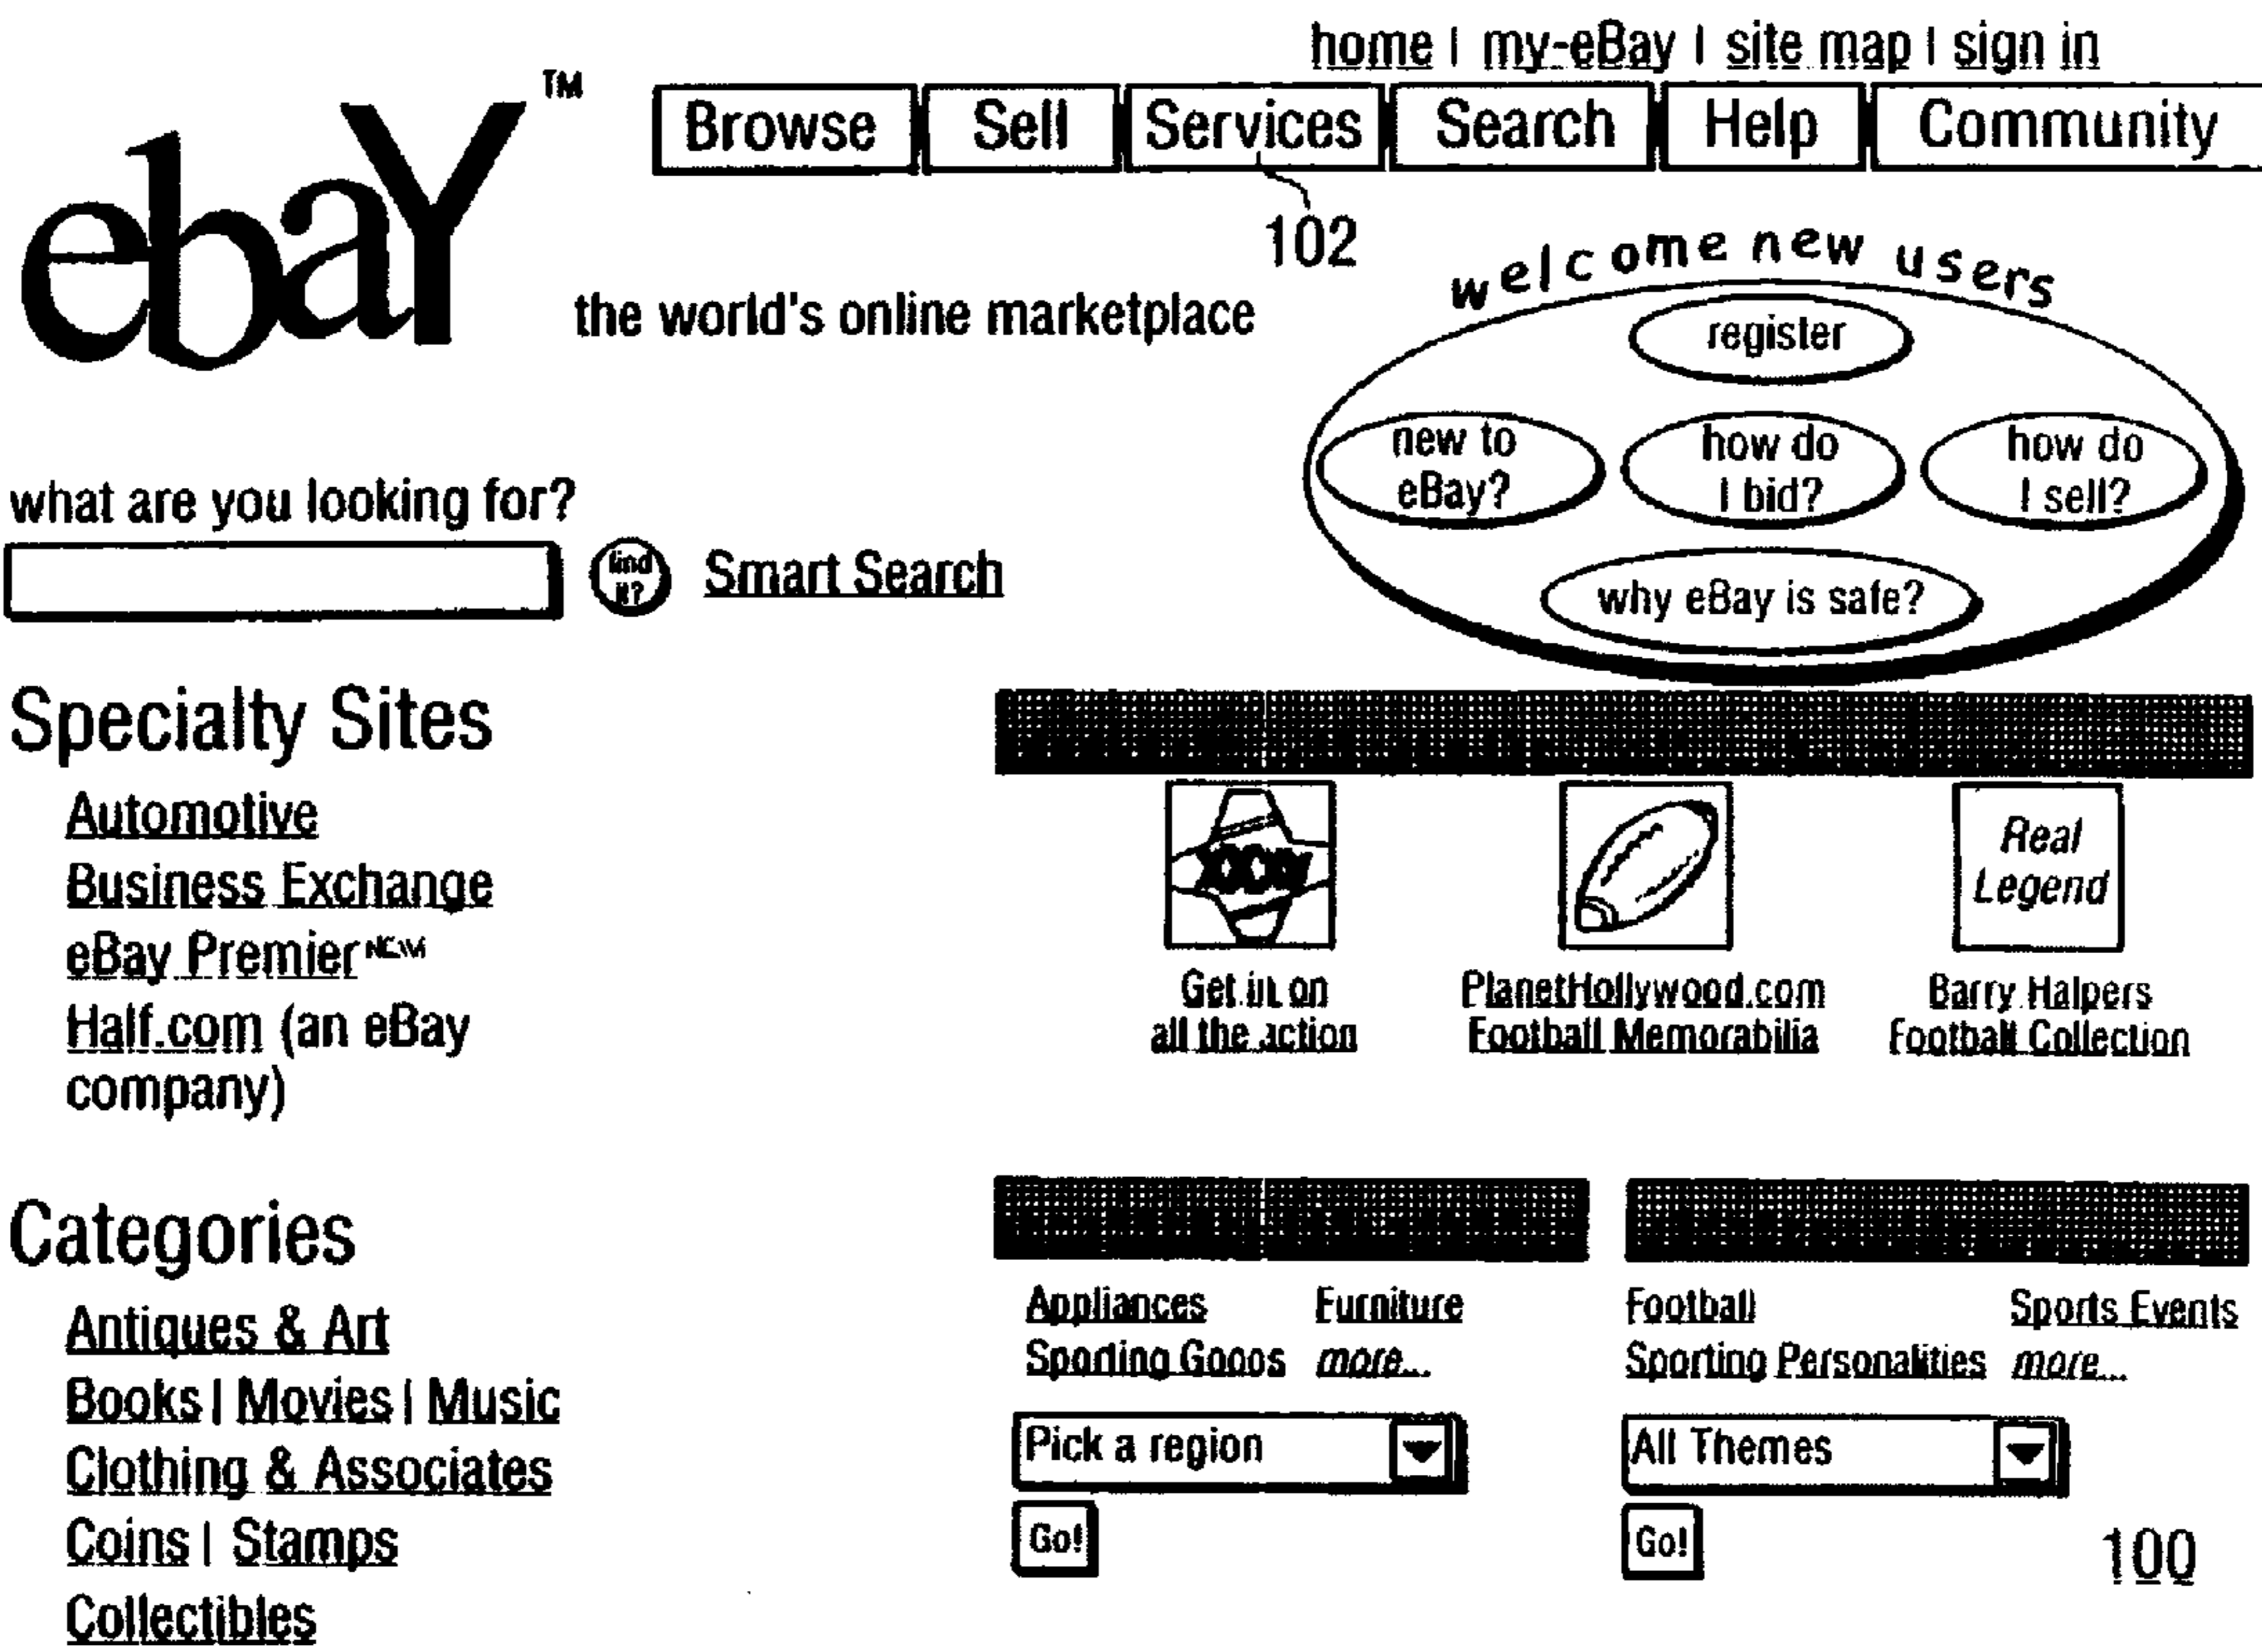 home | my-eBay | site map | sign in
ebaY™
Browse Sell Services Search Help Community
102
the world's online marketplace
welcome new users
register
new to eBay?
how do I bid?
how do I sell?
why eBay is safe?
what are you looking for?
find it?
Smart Search
Specialty Sites
Automotive
Business Exchange
eBay Premier NEW
Half.com (an eBay
company)
Real
Legend
Get in on
all the action
PlanetHollywood.com
Football Memorabilia
Barry Halpers
Football Collection
Categories
Antiques & Art
Books | Movies | Music
Clothing & Associates
Coins | Stamps
Collectibles
Appliances Furniture
Sporting Goods more...
Pick a region
Go!
Football Sports Events
Sporting Personalities more...
All Themes
Go!
100